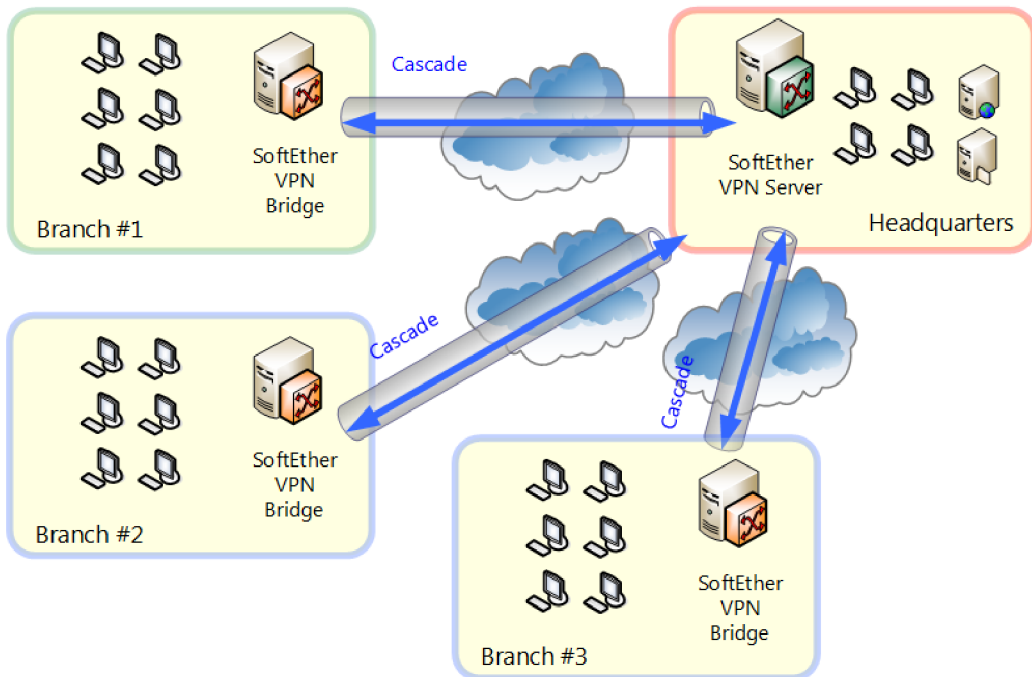 Cascade
SoftEther
VPN
Bridge
Branch #1
SoftEther
VPN Server
Headquarters
Cascade
SoftEther
VPN
Bridge
Branch #2
Cascade
SoftEther
VPN
Bridge
Branch #3